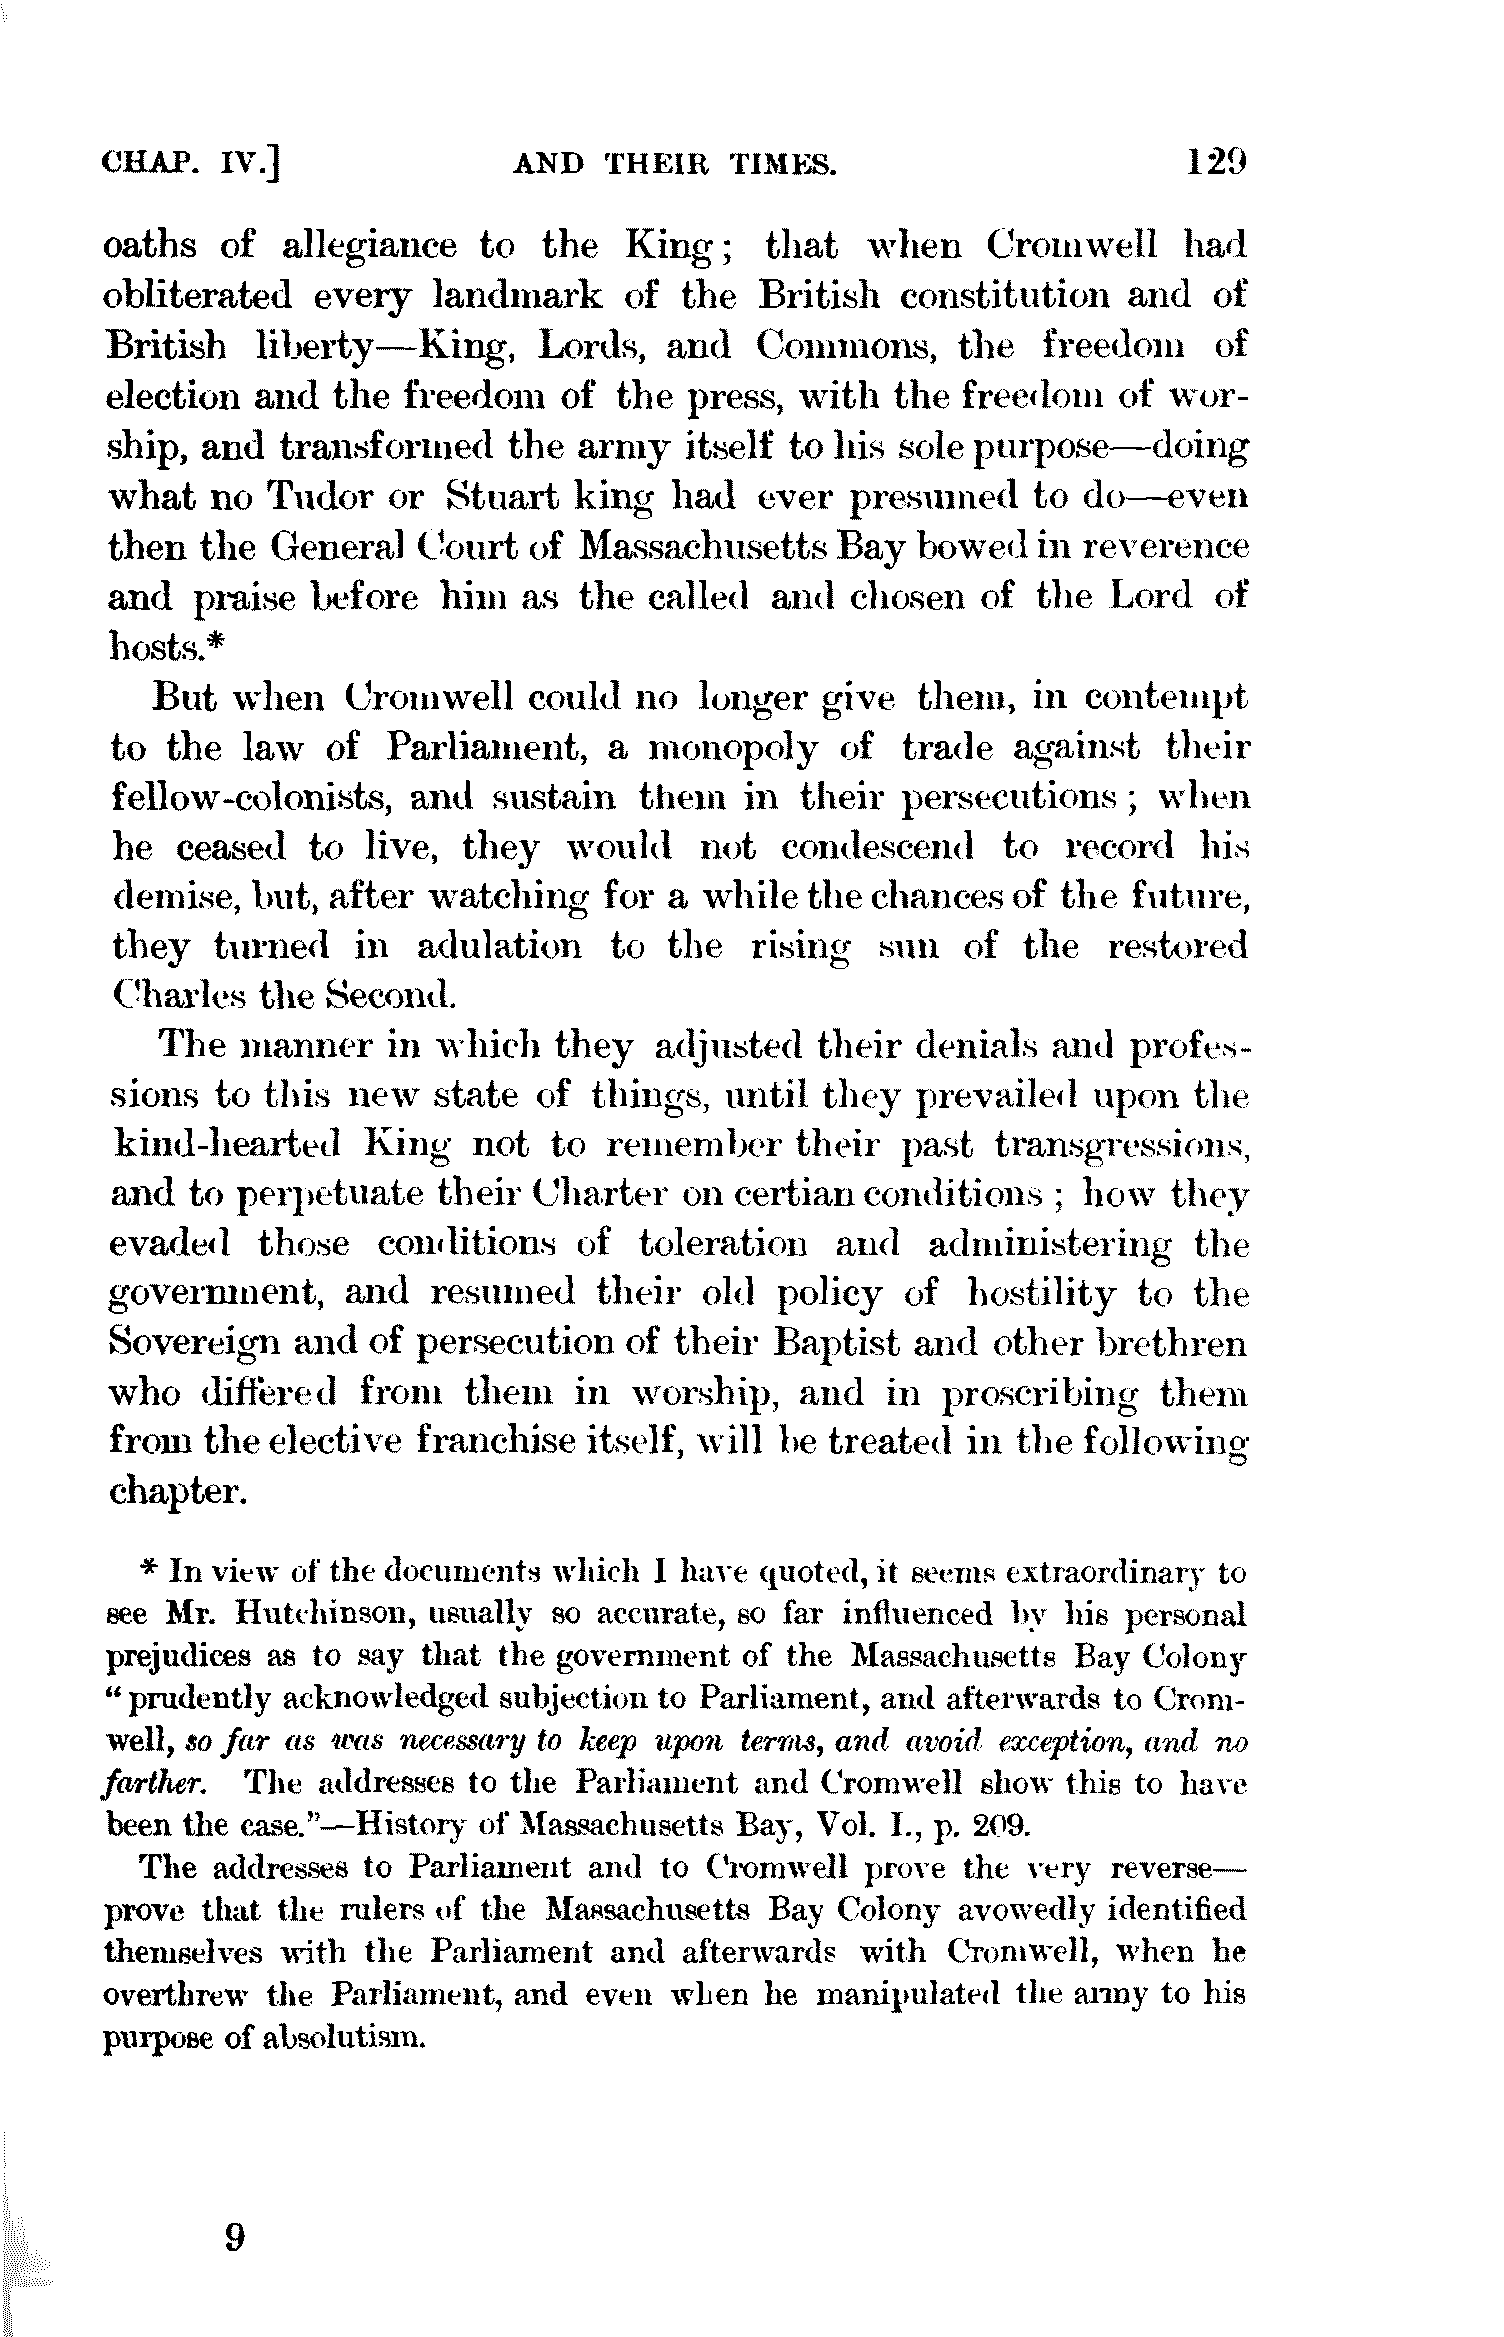 CHAP. IV.] AND THEIR TIMES. 129
oaths of allegiance to the King; that when Cromwell had
obliterated every landmark of the British constitution and of
British liberty—King, Lords, and Commons, the freedom of
election and the freedom of the press, with the freedom of wor-
ship, and transformed the army itself to his sole purpose—doing
what no Tudor or Stuart king had ever presumed to do—even
then the General Court of Massachusetts Bay bowed in reverence
and praise before him as the called and chosen of the Lord of
hosts.*
But when Cromwell could no longer give them, in contempt
to the law of Parliament, a monopoly of trade against their
fellow-colonists, and sustain them in their persecutions; when
he ceased to live, they would not condescend to record his
demise, but, after watching for a while the chances of the future,
they turned in adulation to the rising sun of the restored
Charles the Second.
The manner in which they adjusted their denials and profes-
sions to this new state of things, until they prevailed upon the
kind-hearted King not to remember their past transgressions,
and to perpetuate their Charter on certian conditions; how they
evaded those conditions of toleration and administering the
government, and resumed their old policy of hostility to the
Sovereign and of persecution of their Baptist and other brethren
who differed from them in worship, and in proscribing them
from the elective franchise itself, will be treated in the following
chapter.
* In view of the documents which I have quoted, it seems extraordinary to
see Mr. Hutchinson, usually so accurate, so far influenced by his personal
prejudices as to say that the government of the Massachusetts Bay Colony
"prudently acknowledged subjection to Parliament, and afterwards to Crom-
well, so far as was necessary to keep upon terms, and avoid exception, and no
farther. The addresses to the Parliament and Cromwell show this to have
been the case."—History of Massachusetts Bay, Vol. I., p. 209.
The addresses to Parliament and to Cromwell prove the very reverse—
prove that the rulers of the Massachusetts Bay Colony avowedly identified
themselves with the Parliament and afterwards with Cromwell, when he
overthrew the Parliament, and even when he manipulated the army to his
purpose of absolutism.
9